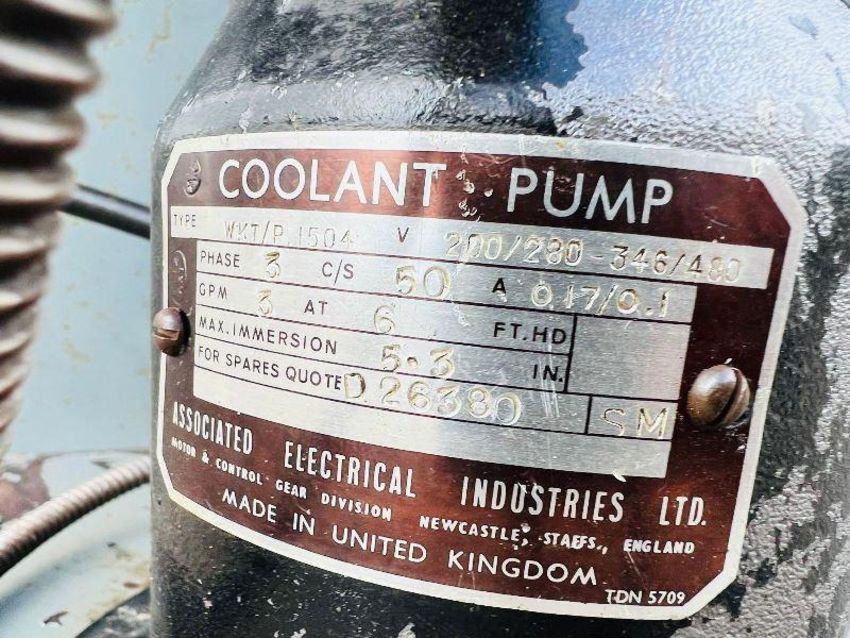 COOLANT PUMP
TYPE WKT/P.1504 V 200/280-346/480
PHASE 3 C/S 50 A 0.17/0.1
GPM 3 AT 6 FT.HD
MAX.IMMERSION 5.3 IN.
FOR SPARES QUOTE D.26380 SM
ASSOCIATED ELECTRICAL INDUSTRIES LTD.
MOTOR & CONTROL GEAR DIVISION NEWCASTLE, STAFFS., ENGLAND
MADE IN UNITED KINGDOM
TDN 5709